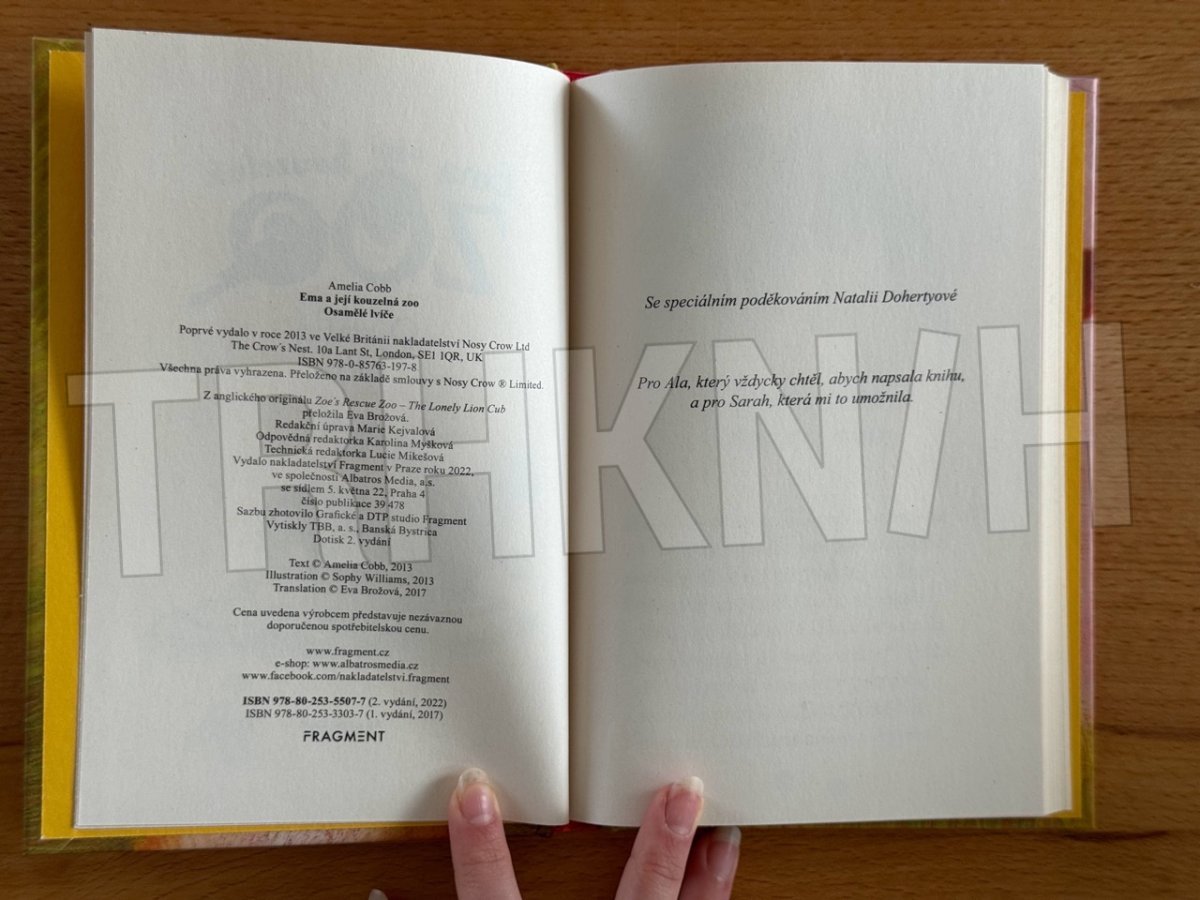 Amelia Cobb
Ema a její kouzelná zoo
Osamělé lvíče
Poprvé vydalo v roce 2013 ve Velké Británii nakladatelství Nosy Crow Ltd
The Crow´s Nest. 10a Lant St, London, SE1 1QR, UK
ISBN 978-0-85763-197-8
Všechna práva vyhrazena. Přeloženo na základě smlouvy s Nosy Crow ® Limited.
Z anglického originálu Zoe's Rescue Zoo – The Lonely Lion Cub
přeložila Eva Brožová.
Redakční úprava Marie Kejvalová
Odpovědná redaktorka Karolina Myšková
Technická redaktorka Lucie Mikešová
Vydalo nakladatelství Fragment v Praze roku 2022,
ve společnosti Albatros Media, a.s.
se sídlem 5. května 22, Praha 4
číslo publikace 39 478
Sazbu zhotovilo Grafické a DTP studio Fragment
Vytiskly TBB, a. s., Banská Bystrica
Dotisk 2. vydání
Text © Amelia Cobb, 2013
Illustration © Sophy Williams, 2013
Translation © Eva Brožová, 2017
Cena uvedena výrobcem představuje nezávaznou
doporučenou spotřebitelskou cenu.
www.fragment.cz
e-shop: www.albatrosmedia.cz
www.facebook.com/nakladatelstvi.fragment
ISBN 978-80-253-5507-7 (2. vydání, 2022)
ISBN 978-80-253-3303-7 (1. vydání, 2017)
FRAGMENT
Se speciálním poděkováním Natalii Dohertyové
Pro Ala, který vždycky chtěl, abych napsala knihu,
a pro Sarah, která mi to umožnila.